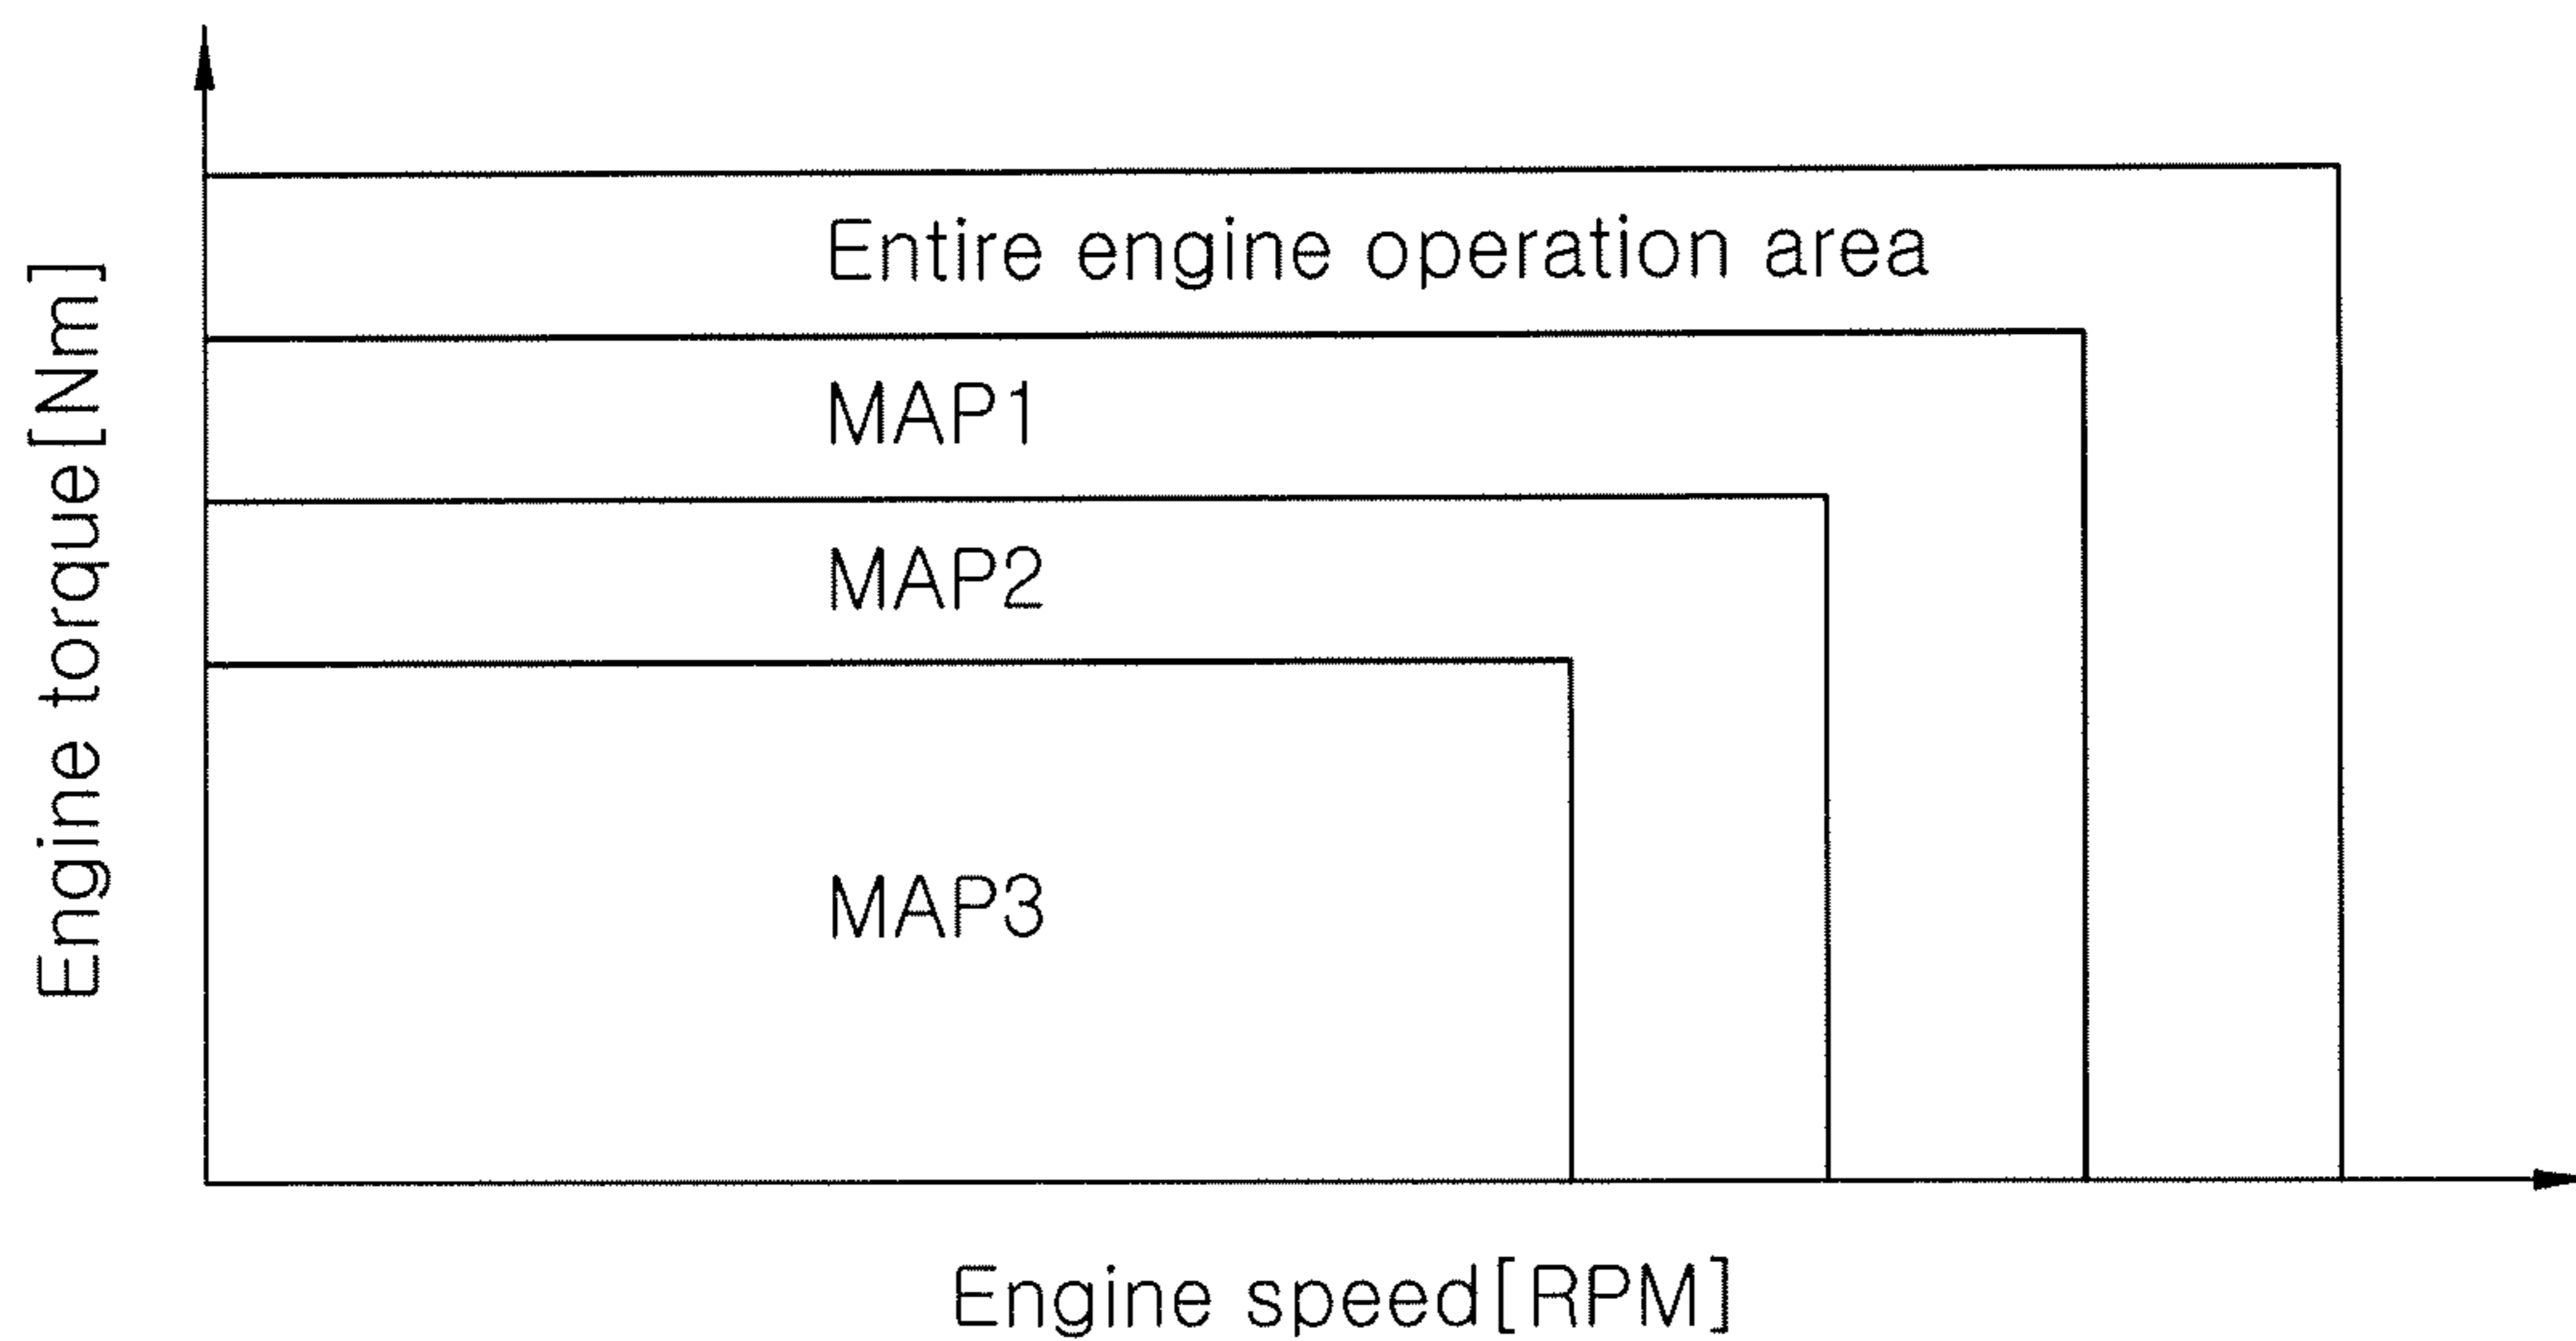 Entire engine operation area
MAP1
MAP2
MAP3
Engine torque[Nm]
Engine speed[RPM]